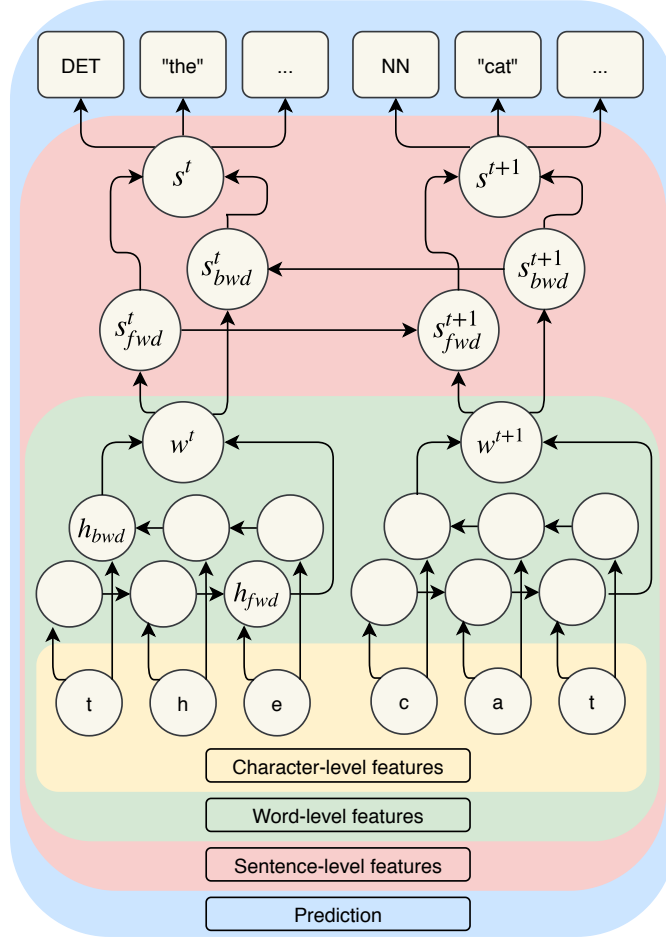 DET "the" ... NN "cat" ...
s^t s^{t+1}
s^t_{bwd} s^{t+1}_{bwd}
s^t_{fwd} s^{t+1}_{fwd}
w^t w^{t+1}
h_{bwd}
h_{fwd}
t h e c a t
Character-level features
Word-level features
Sentence-level features
Prediction